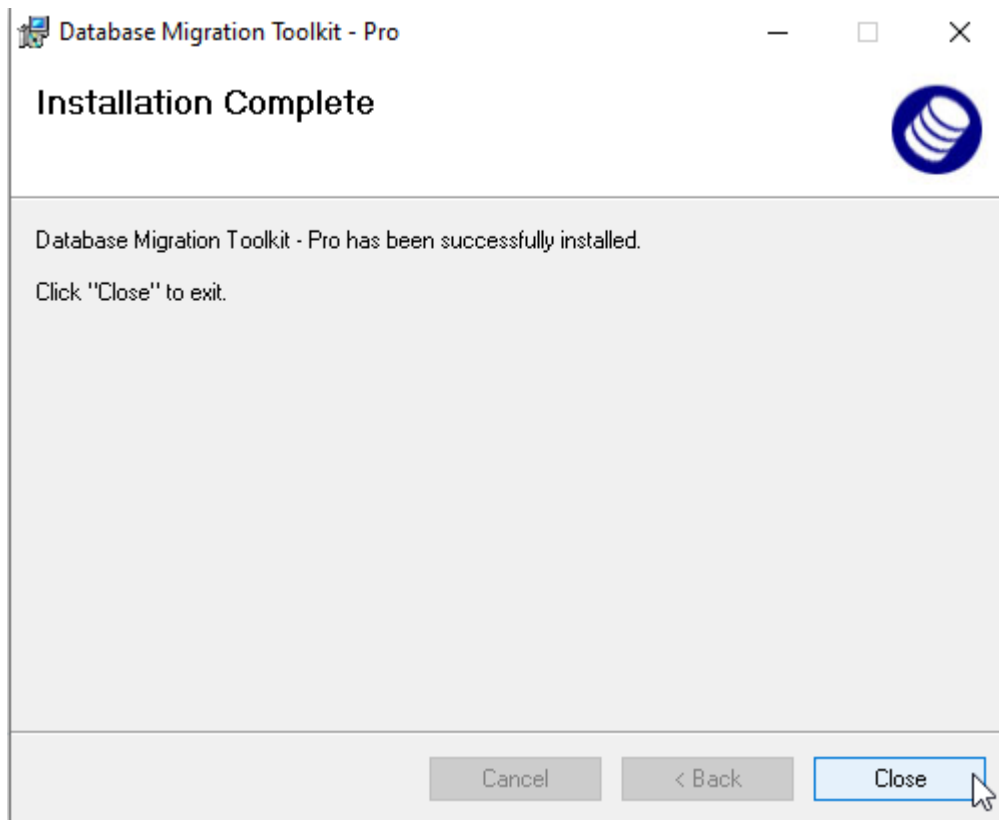 Database Migration Toolkit - Pro
Installation Complete
Database Migration Toolkit - Pro has been successfully installed.
Click "Close" to exit.
Cancel
< Back
Close